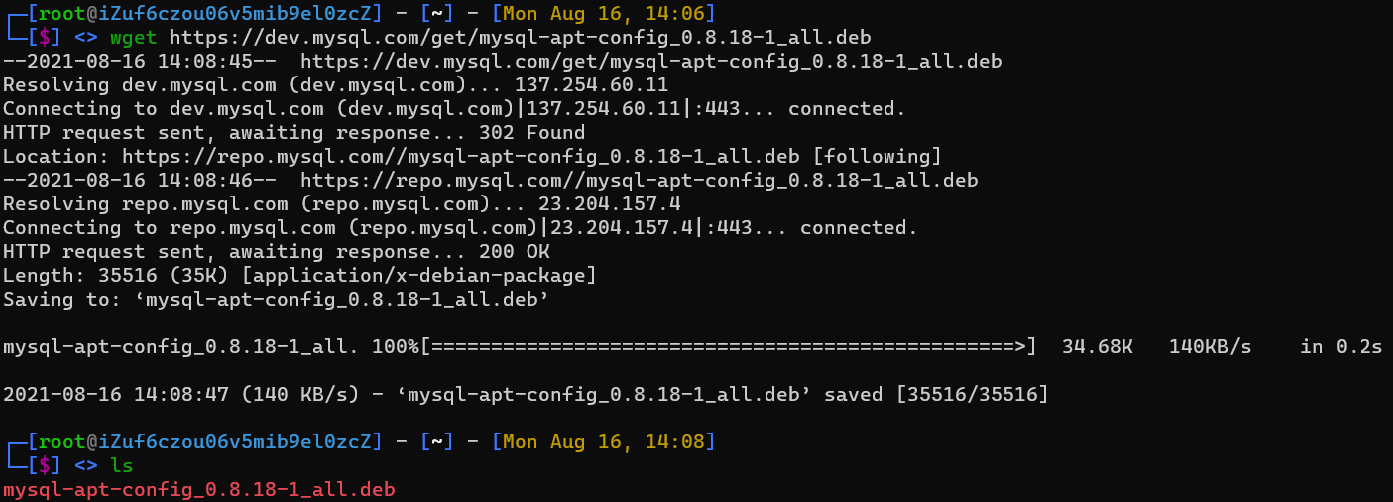 ┌─[root@iZuf6czou06v5mib9el0zcZ] - [~] - [Mon Aug 16, 14:06]
└─[$] <> wget https://dev.mysql.com/get/mysql-apt-config_0.8.18-1_all.deb
--2021-08-16 14:08:45--  https://dev.mysql.com/get/mysql-apt-config_0.8.18-1_all.deb
Resolving dev.mysql.com (dev.mysql.com)... 137.254.60.11
Connecting to dev.mysql.com (dev.mysql.com)|137.254.60.11|:443... connected.
HTTP request sent, awaiting response... 302 Found
Location: https://repo.mysql.com//mysql-apt-config_0.8.18-1_all.deb [following]
--2021-08-16 14:08:46--  https://repo.mysql.com//mysql-apt-config_0.8.18-1_all.deb
Resolving repo.mysql.com (repo.mysql.com)... 23.204.157.4
Connecting to repo.mysql.com (repo.mysql.com)|23.204.157.4|:443... connected.
HTTP request sent, awaiting response... 200 OK
Length: 35516 (35K) [application/x-debian-package]
Saving to: ‘mysql-apt-config_0.8.18-1_all.deb’
mysql-apt-config_0.8.18-1_all. 100%[=================================================>]  34.68K   140KB/s    in 0.2s
2021-08-16 14:08:47 (140 KB/s) - ‘mysql-apt-config_0.8.18-1_all.deb’ saved [35516/35516]
┌─[root@iZuf6czou06v5mib9el0zcZ] - [~] - [Mon Aug 16, 14:08]
└─[$] <> ls
mysql-apt-config_0.8.18-1_all.deb